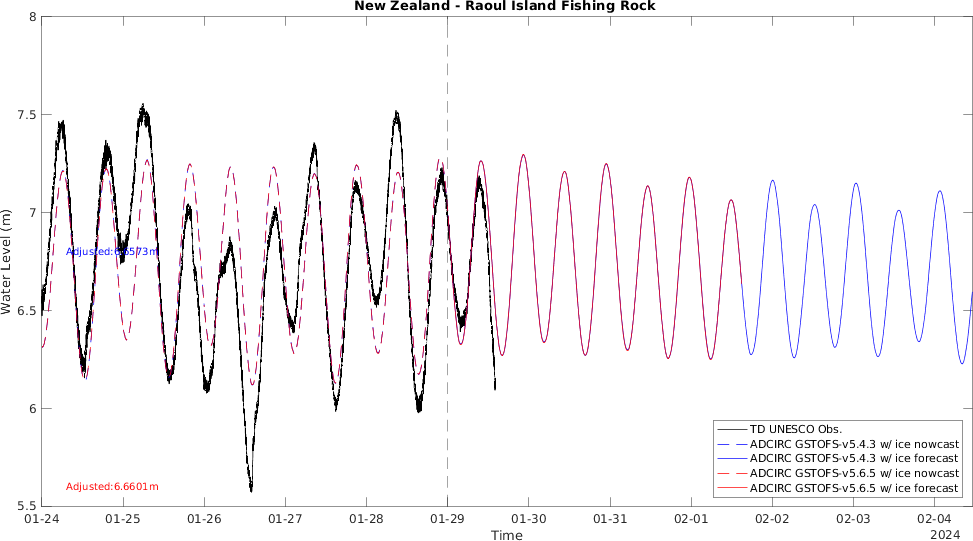 New Zealand - Raoul Island Fishing Rock
Water Level (m)
8
7.5
7
6.5
6
5.5
Adjusted:6.6573m
Adjusted:6.6601m
TD UNESCO Obs.
ADCIRC GSTOFS-v5.4.3 w/ ice nowcast
ADCIRC GSTOFS-v5.4.3 w/ ice forecast
ADCIRC GSTOFS-v5.6.5 w/ ice nowcast
ADCIRC GSTOFS-v5.6.5 w/ ice forecast
01-24 01-25 01-26 01-27 01-28 01-29 01-30 01-31 02-01 02-02 02-03 02-04
Time
2024